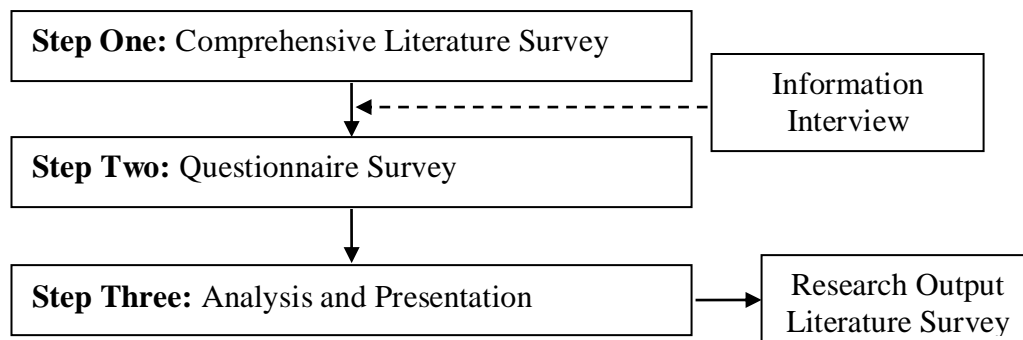 Step One: Comprehensive Literature Survey
Information
Interview
Step Two: Questionnaire Survey
Step Three: Analysis and Presentation
Research Output
Literature Survey